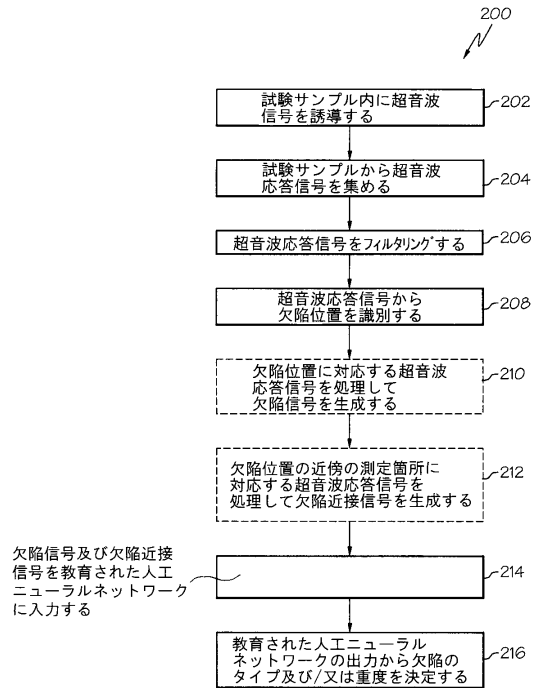 200
試験サンプル内に超音波
信号を誘導する
202
試験サンプルから超音波
応答信号を集める
204
超音波応答信号をﾌｨﾙﾀﾘﾝｸﾞする
206
超音波応答信号から
欠陥位置を識別する
208
欠陥位置に対応する超音波
応答信号を処理して
欠陥信号を生成する
210
欠陥位置の近傍の測定箇所に
対応する超音波応答信号を
処理して欠陥近接信号を生成する
212
欠陥信号及び欠陥近接
信号を教育された人工
ニューラルネットワーク
に入力する
214
教育された人工ニューラル
ネットワークの出力から欠陥の
タイプ及び/又は重度を決定する
216